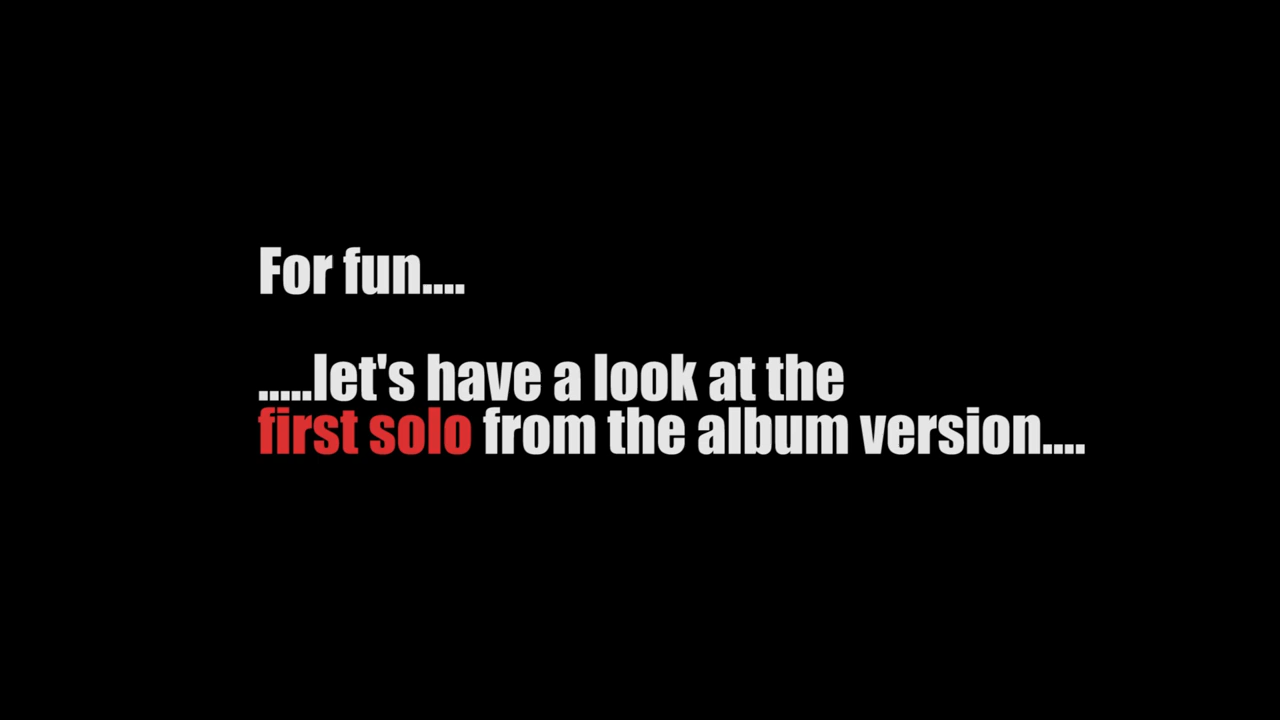 For fun....
.....let's have a look at the
first solo from the album version....